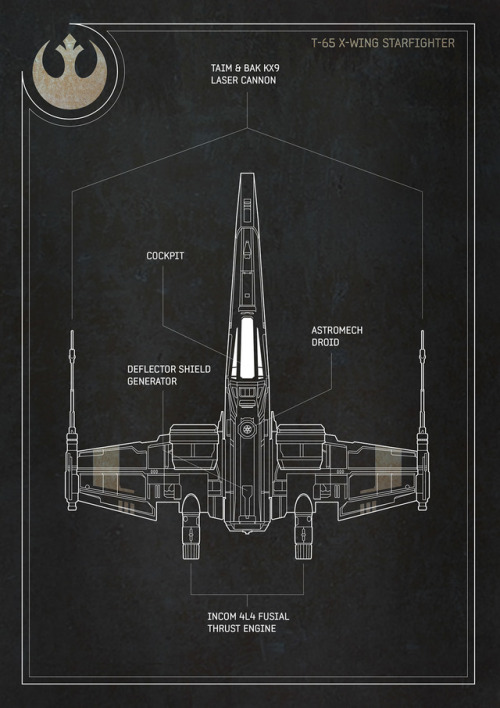 T-65 X-WING STARFIGHTER
TAIM & BAK KX9
LASER CANNON
COCKPIT
ASTROMECH
DROID
DEFLECTOR SHIELD
GENERATOR
INCOM 4L4 FUSIAL
THRUST ENGINE